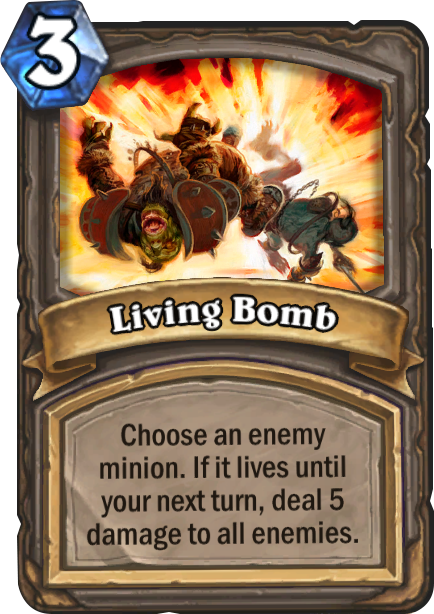 3
Living Bomb
Choose an enemy
minion. If it lives until
your next turn, deal 5
damage to all enemies.